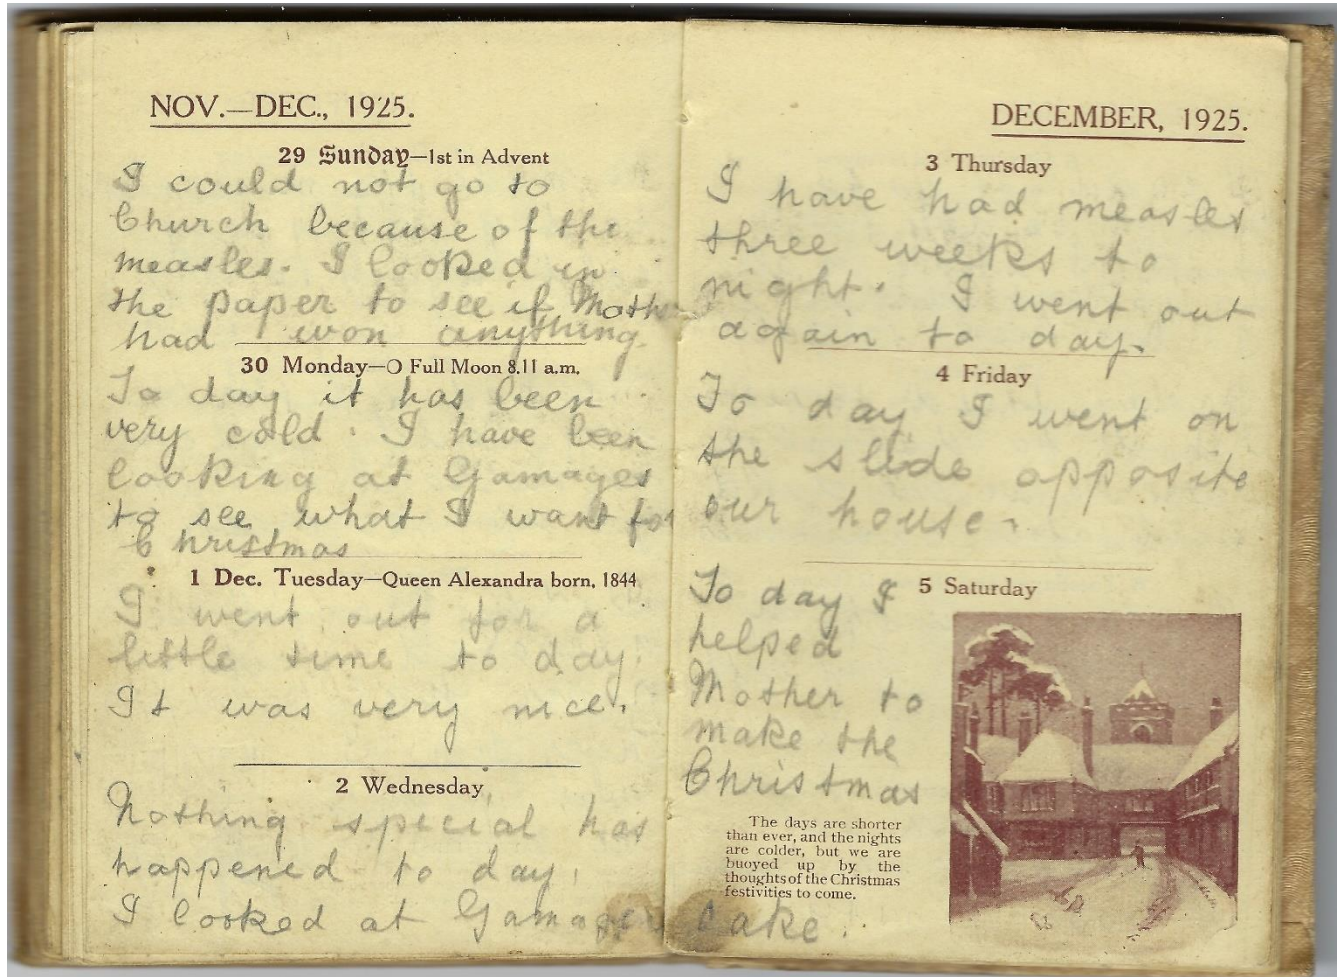 NOV.—DEC., 1925.
29 Sunday—1st in Advent
I could not go to
Church because of the
measles. I looked in
the paper to see if Moth
had won anything.
30 Monday—O Full Moon 8.11 a.m.
To day it has been
very cold. I have been
looking at Gamages
to see what I want for
Christmas
1 Dec. Tuesday—Queen Alexandra born, 1844
I went out for a
little time to day.
It was very nice.
2 Wednesday
Nothing special has
happened to day.
I looked at Gamages
DECEMBER, 1925.
3 Thursday
I have had measles
three weeks to
night. I went out
again to day.
4 Friday
To day I went on
the slide opposite
our house.
5 Saturday
To day I
helped
Mother to
make the
Christmas
The days are shorter
than ever, and the nights
are colder, but we are
buoyed up by the
thoughts of the Christmas
festivities to come.
Cake.